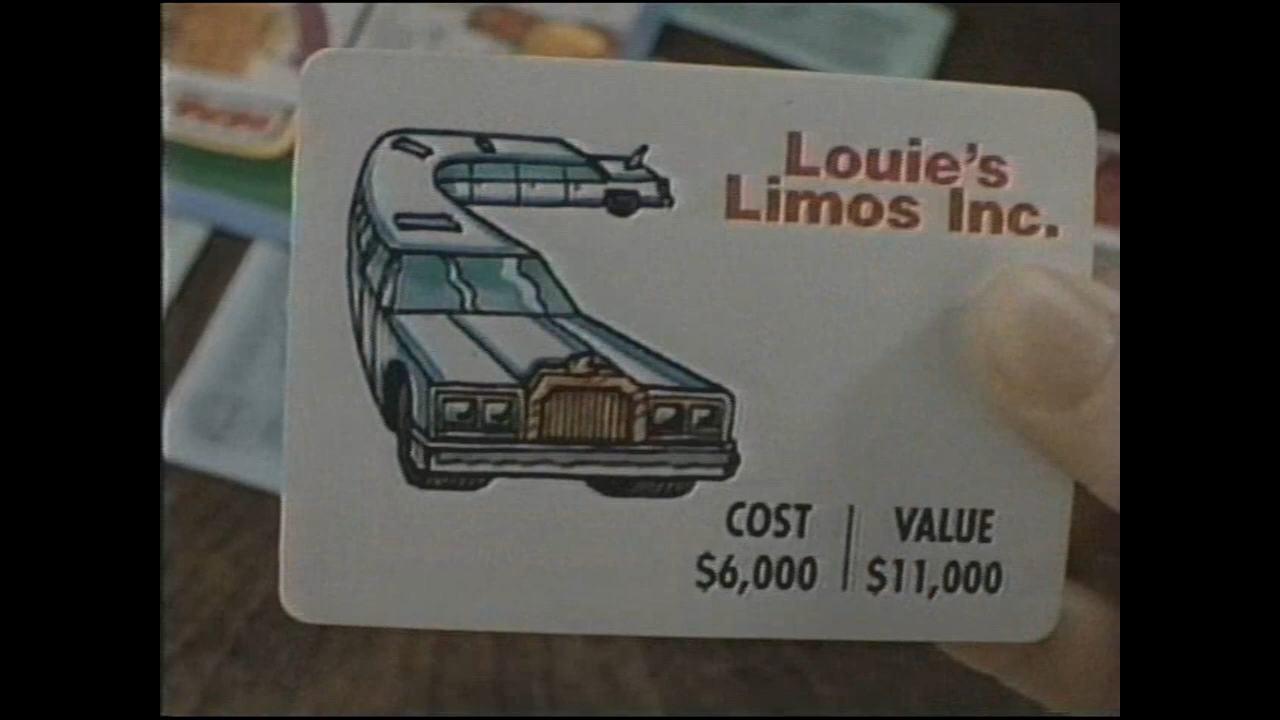 Louie's
Limos Inc.
COST | VALUE
$6,000 | $11,000